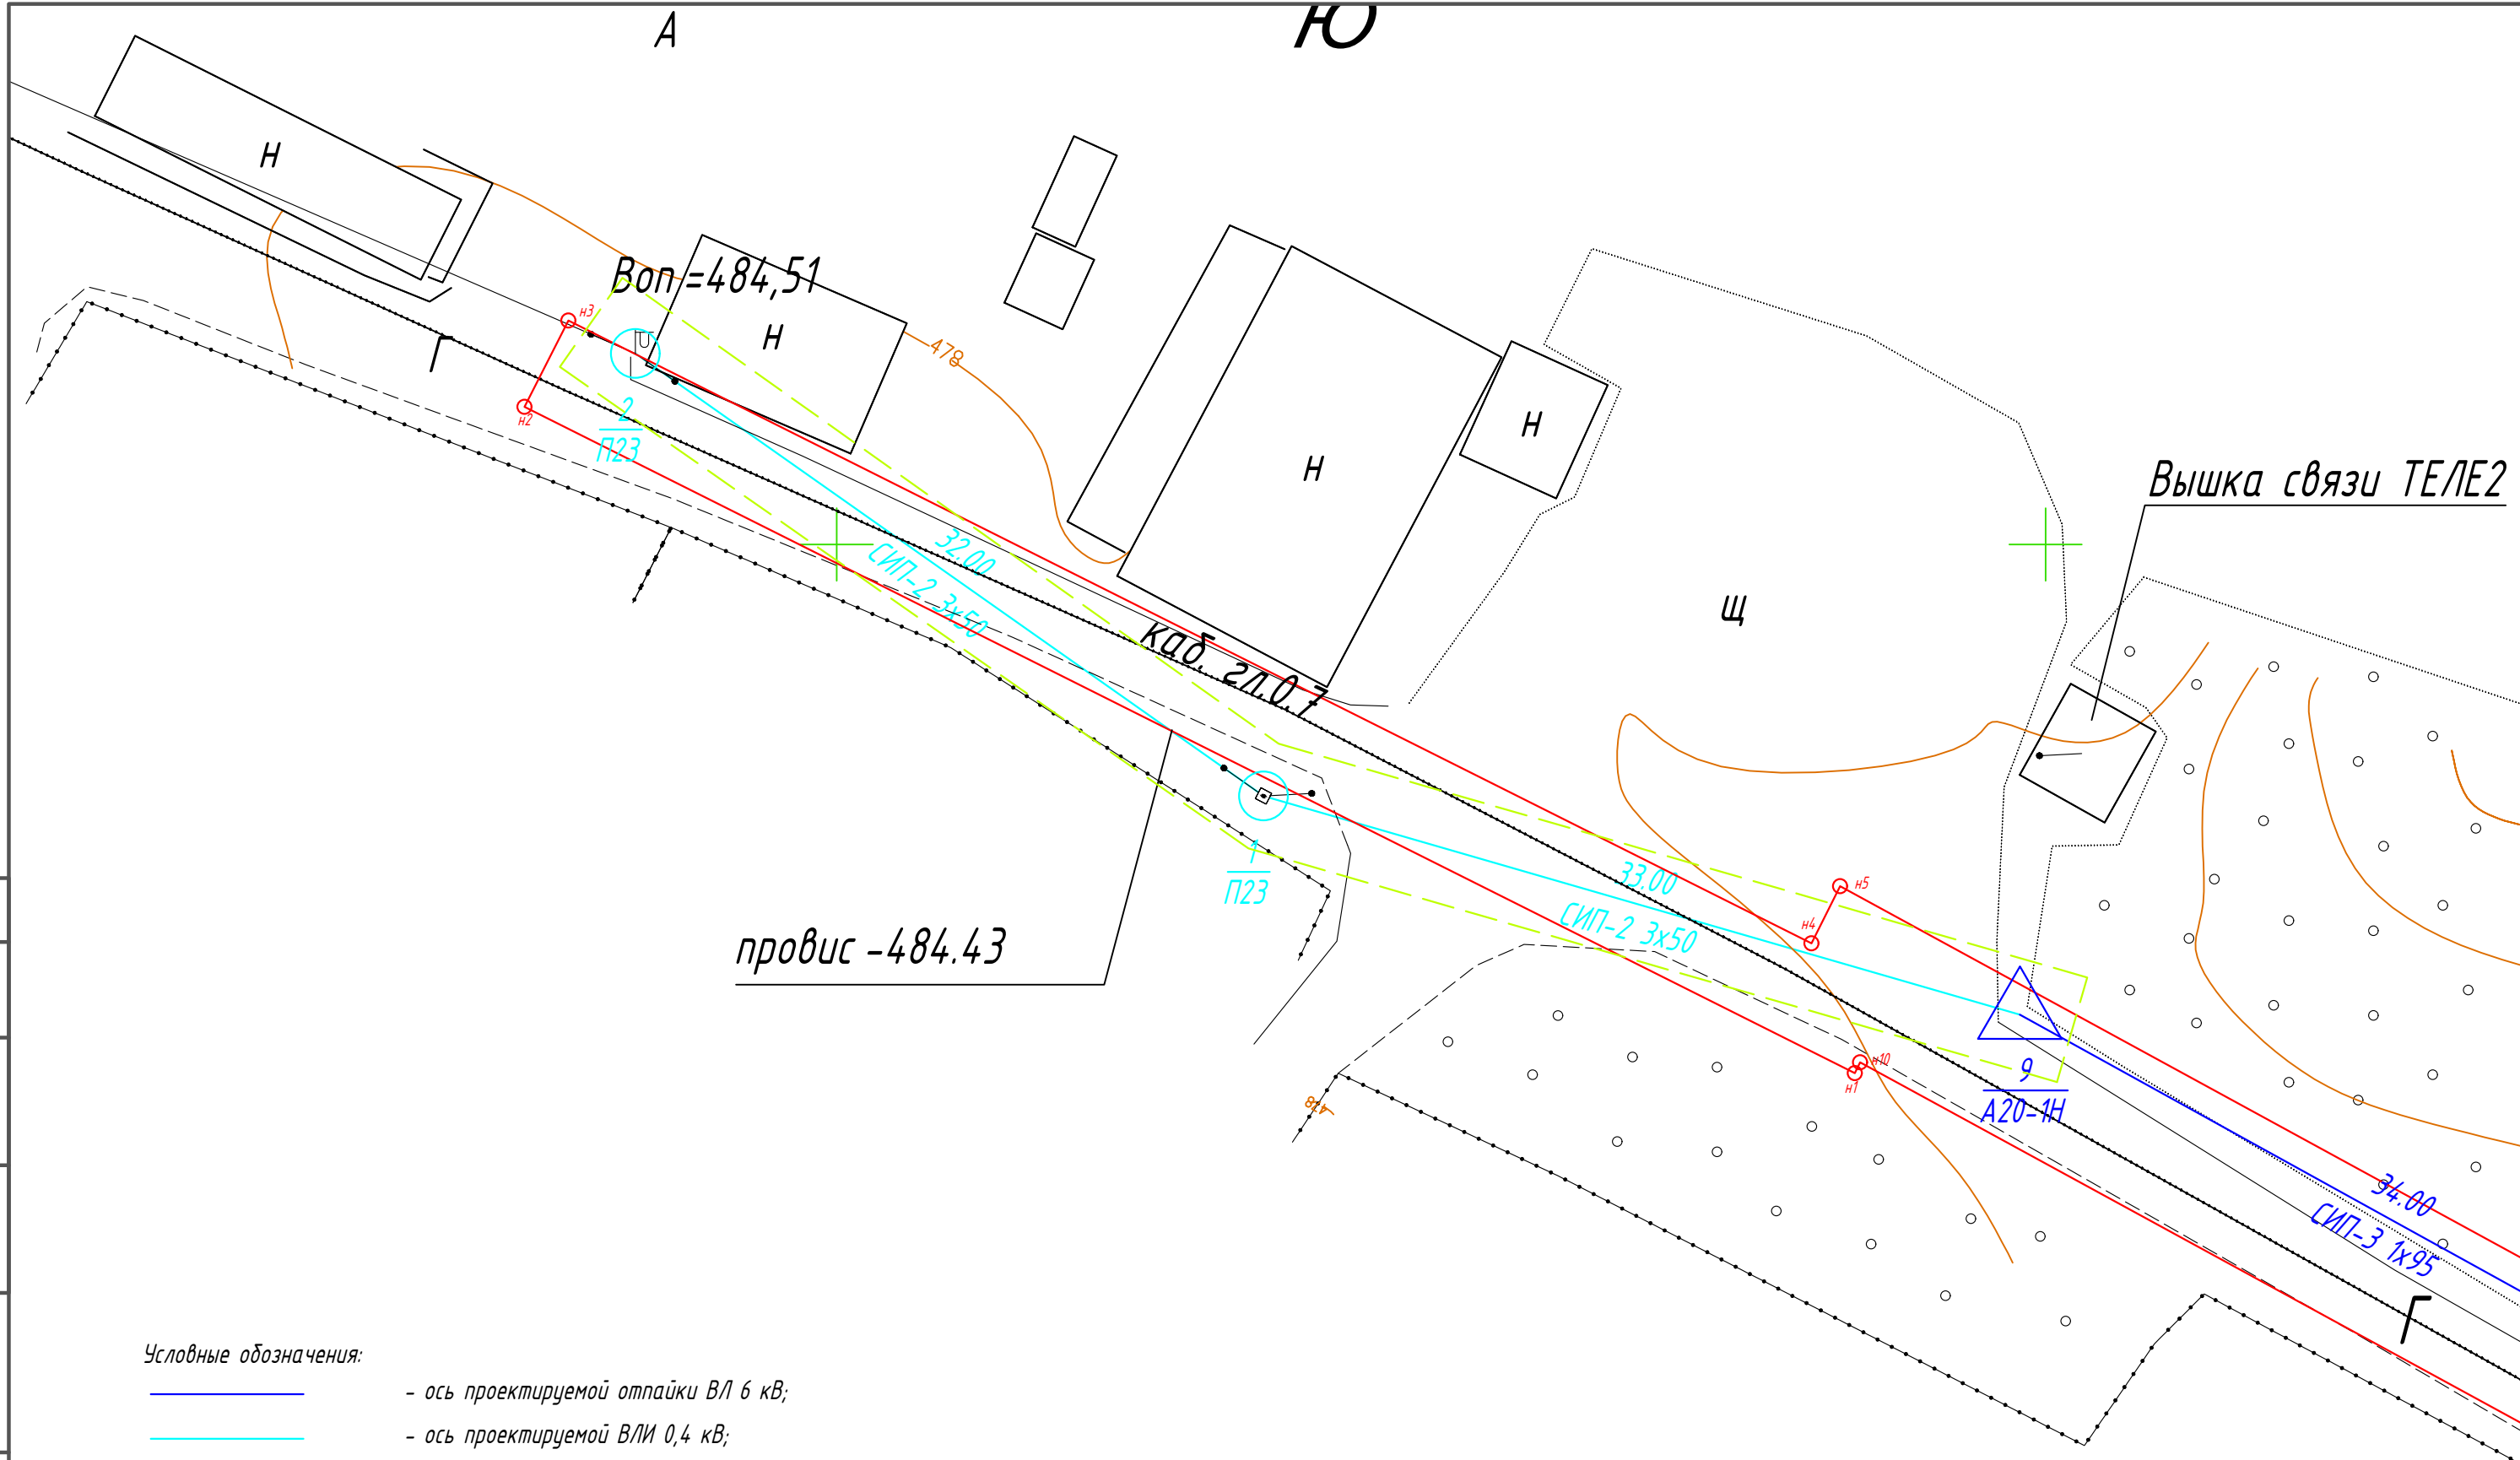 А
Ю
Н
Воп =484,51
н3
Н
Г
478
н2
2
П23
Н
Н
Вышка связи ТЕЛЕ2
32.00
СИП-2 3х50
щ
каб. гл.0,7
1
П23
33.00
СИП-2 3х50
н5
н4
провис -484.43
н10
н1
9
А20-1Н
478
34.00
СИП-3 1х95
Г
Условные обозначения:
- ось проектируемой отпайки ВЛ 6 кВ;
- ось проектируемой ВЛИ 0,4 кВ;